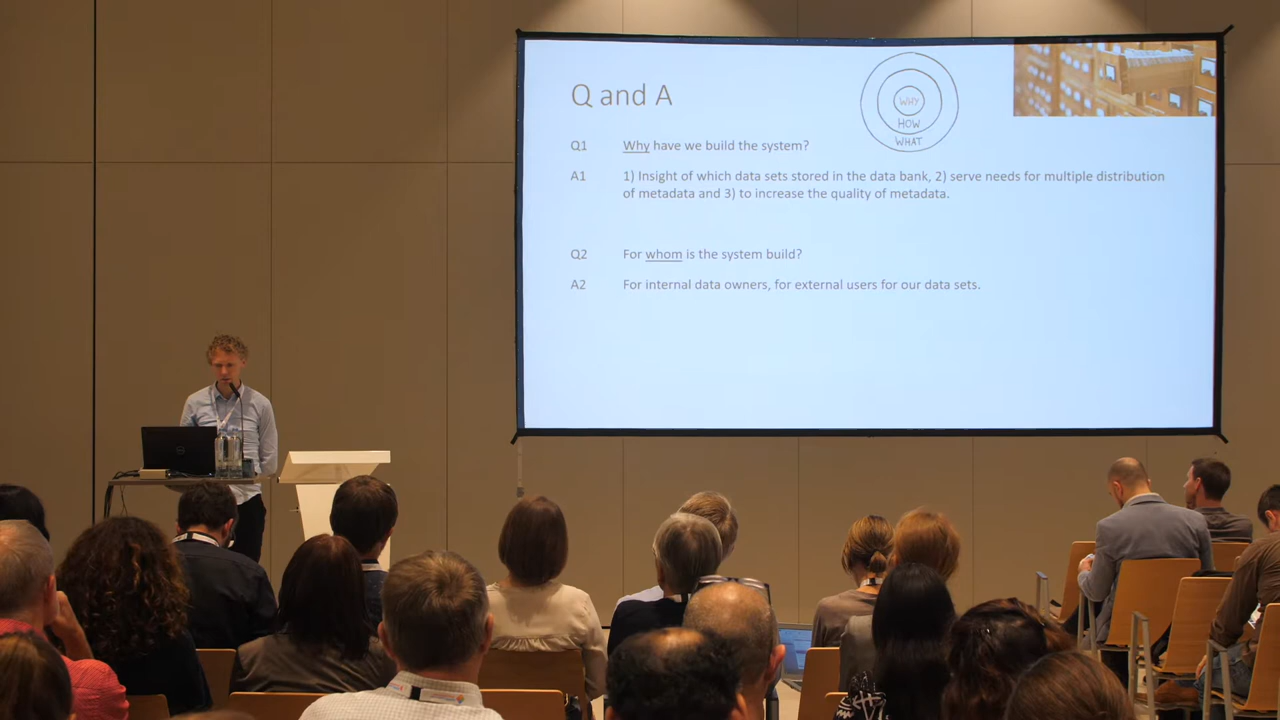 Q and A
WHY
HOW
WHAT
Q1 Why have we build the system?
A1 1) Insight of which data sets stored in the data bank, 2) serve needs for multiple distribution
of metadata and 3) to increase the quality of metadata.
Q2 For whom is the system build?
A2 For internal data owners, for external users for our data sets.